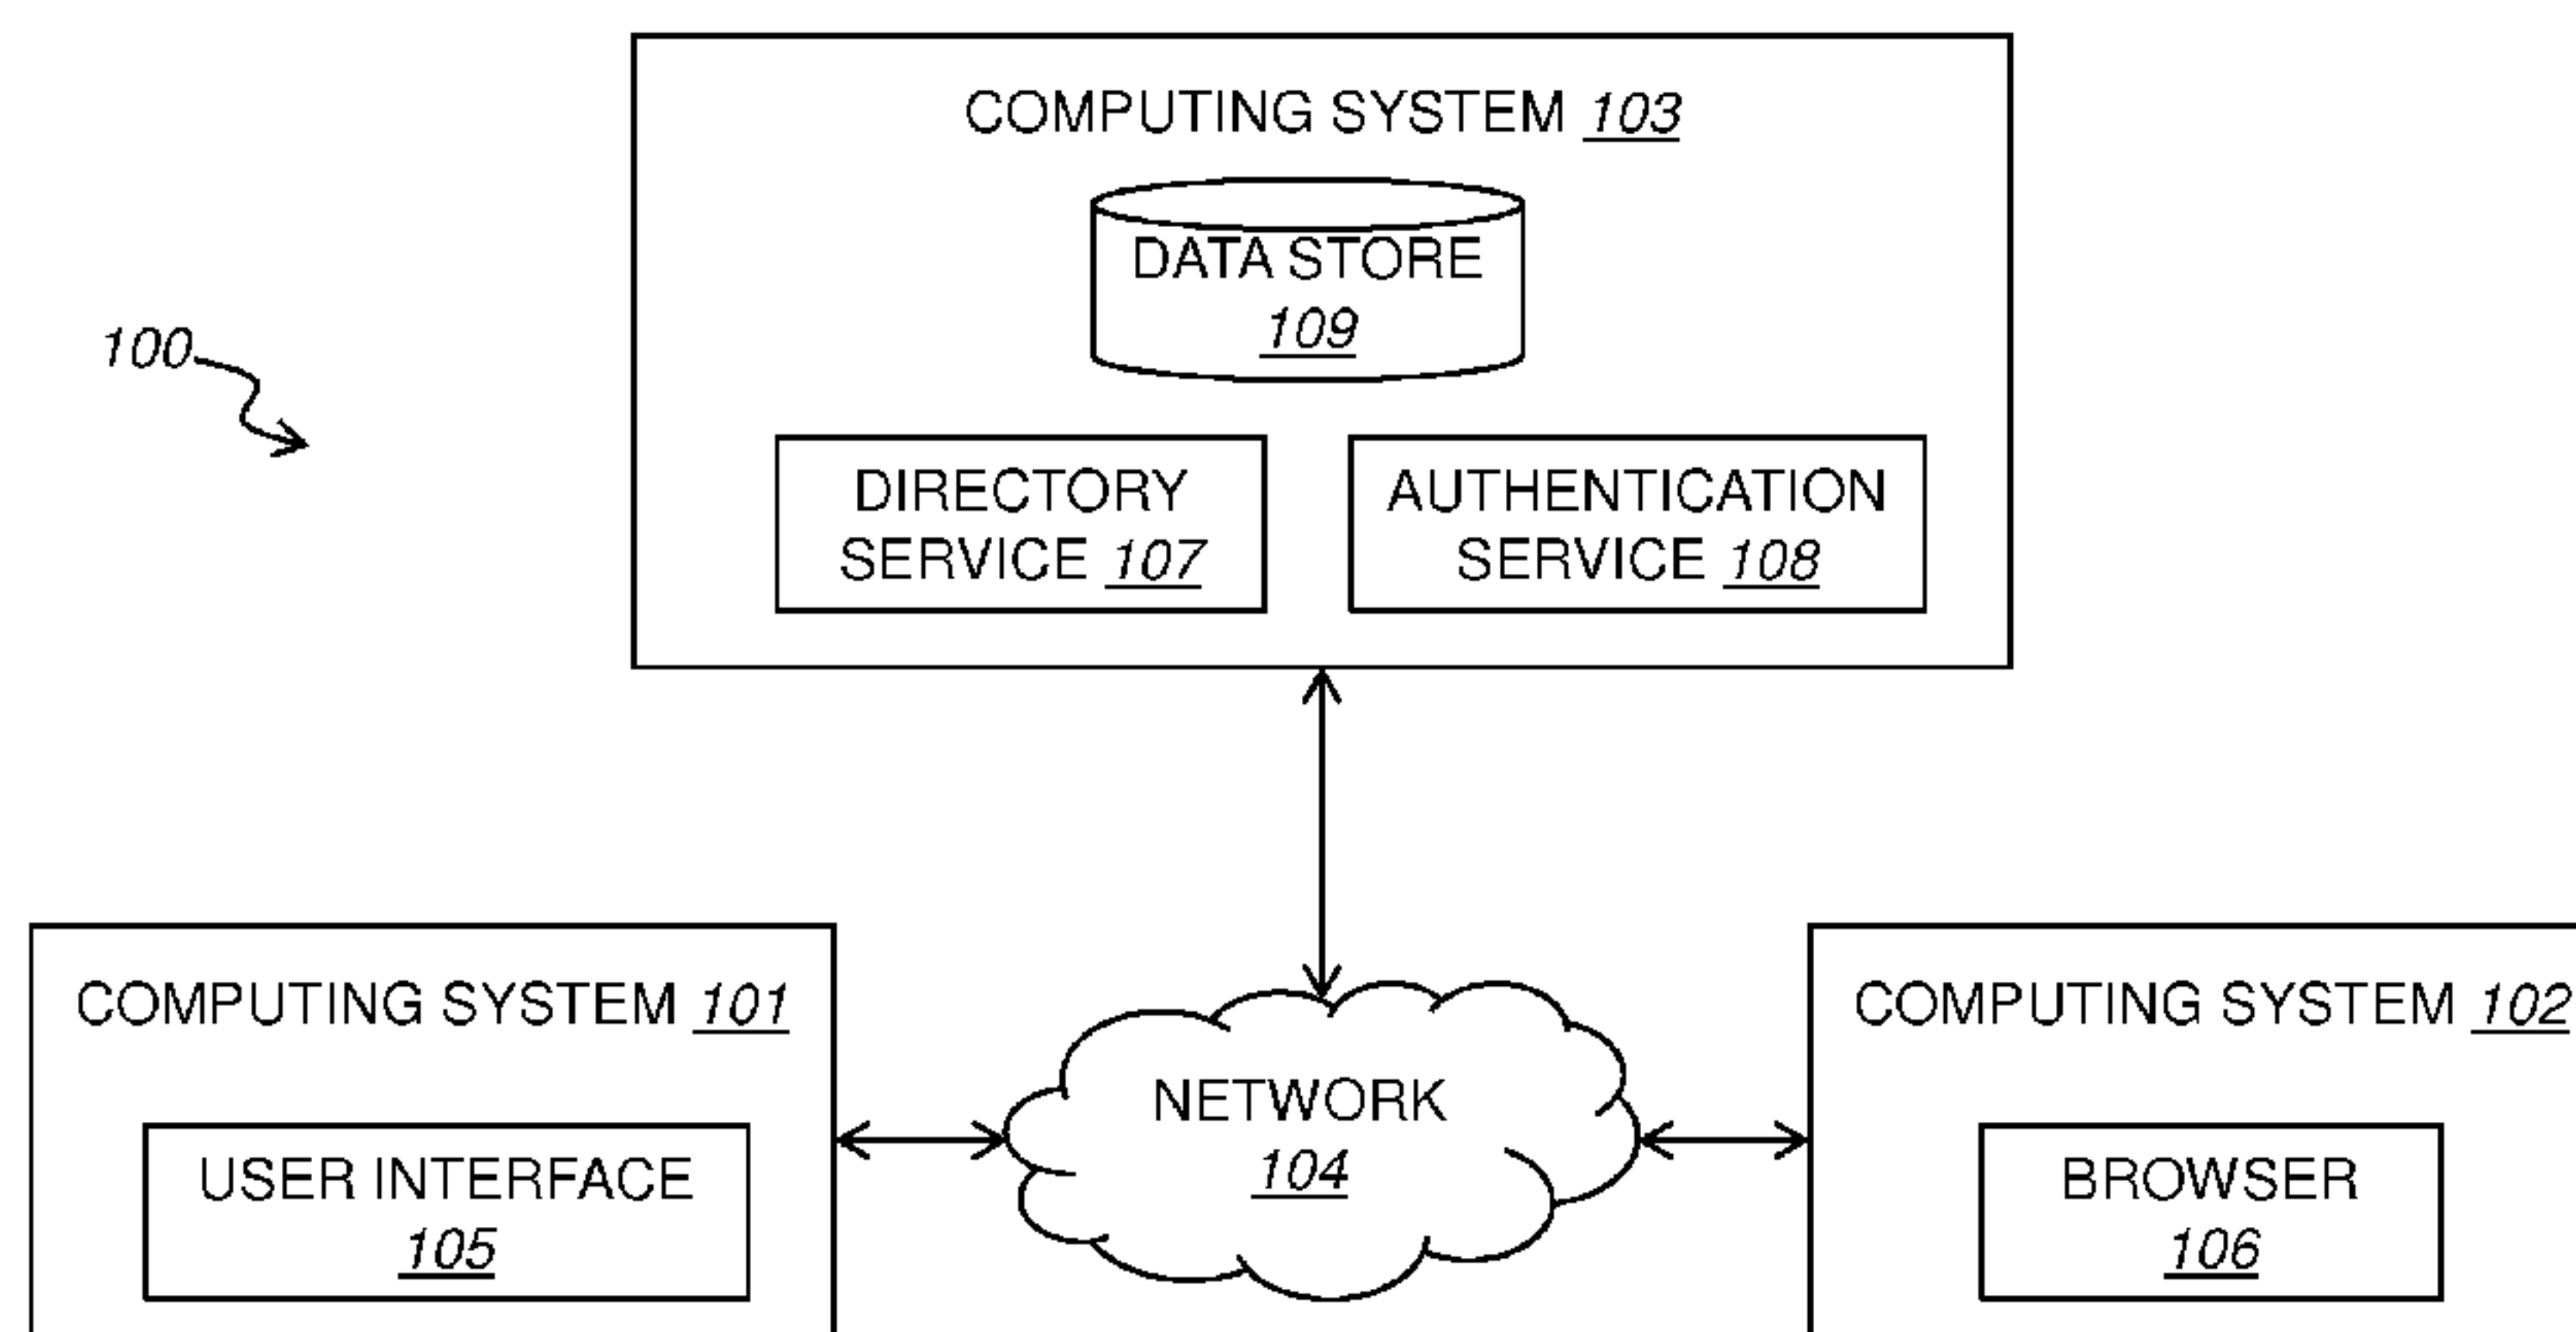 COMPUTING SYSTEM 103
DATA STORE
109
100
DIRECTORY
SERVICE 107
AUTHENTICATION
SERVICE 108
COMPUTING SYSTEM 101
USER INTERFACE
105
NETWORK
104
COMPUTING SYSTEM 102
BROWSER
106